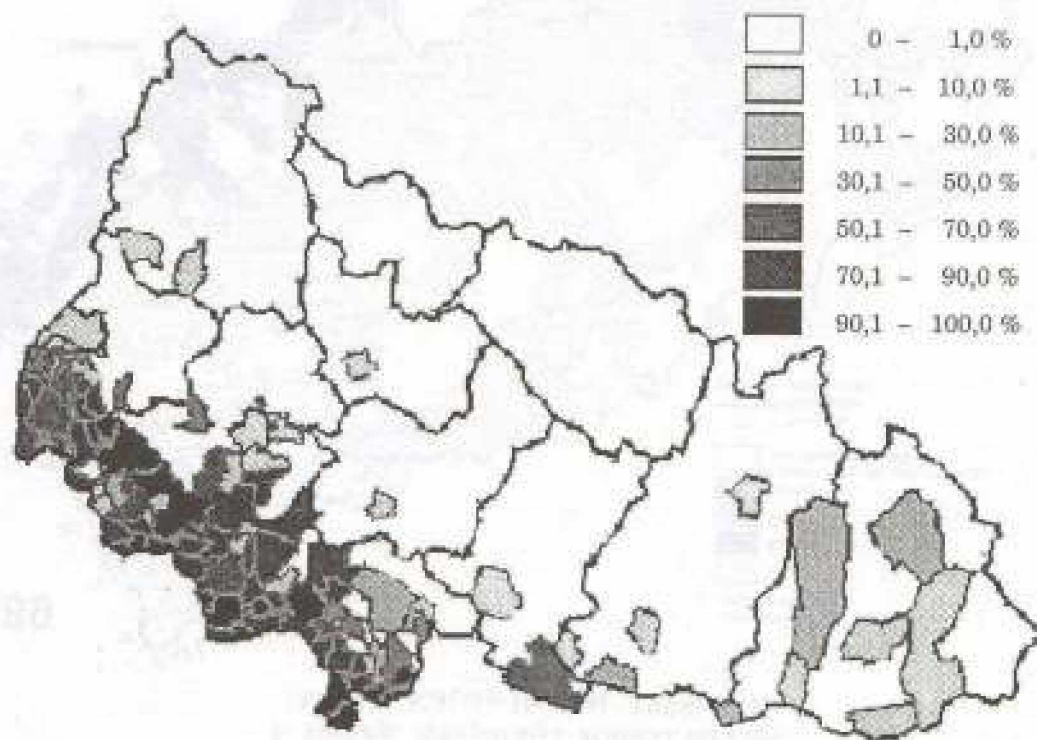 0 – 1,0 %
1,1 – 10,0 %
10,1 – 30,0 %
30,1 – 50,0 %
50,1 – 70,0 %
70,1 – 90,0 %
90,1 – 100,0 %